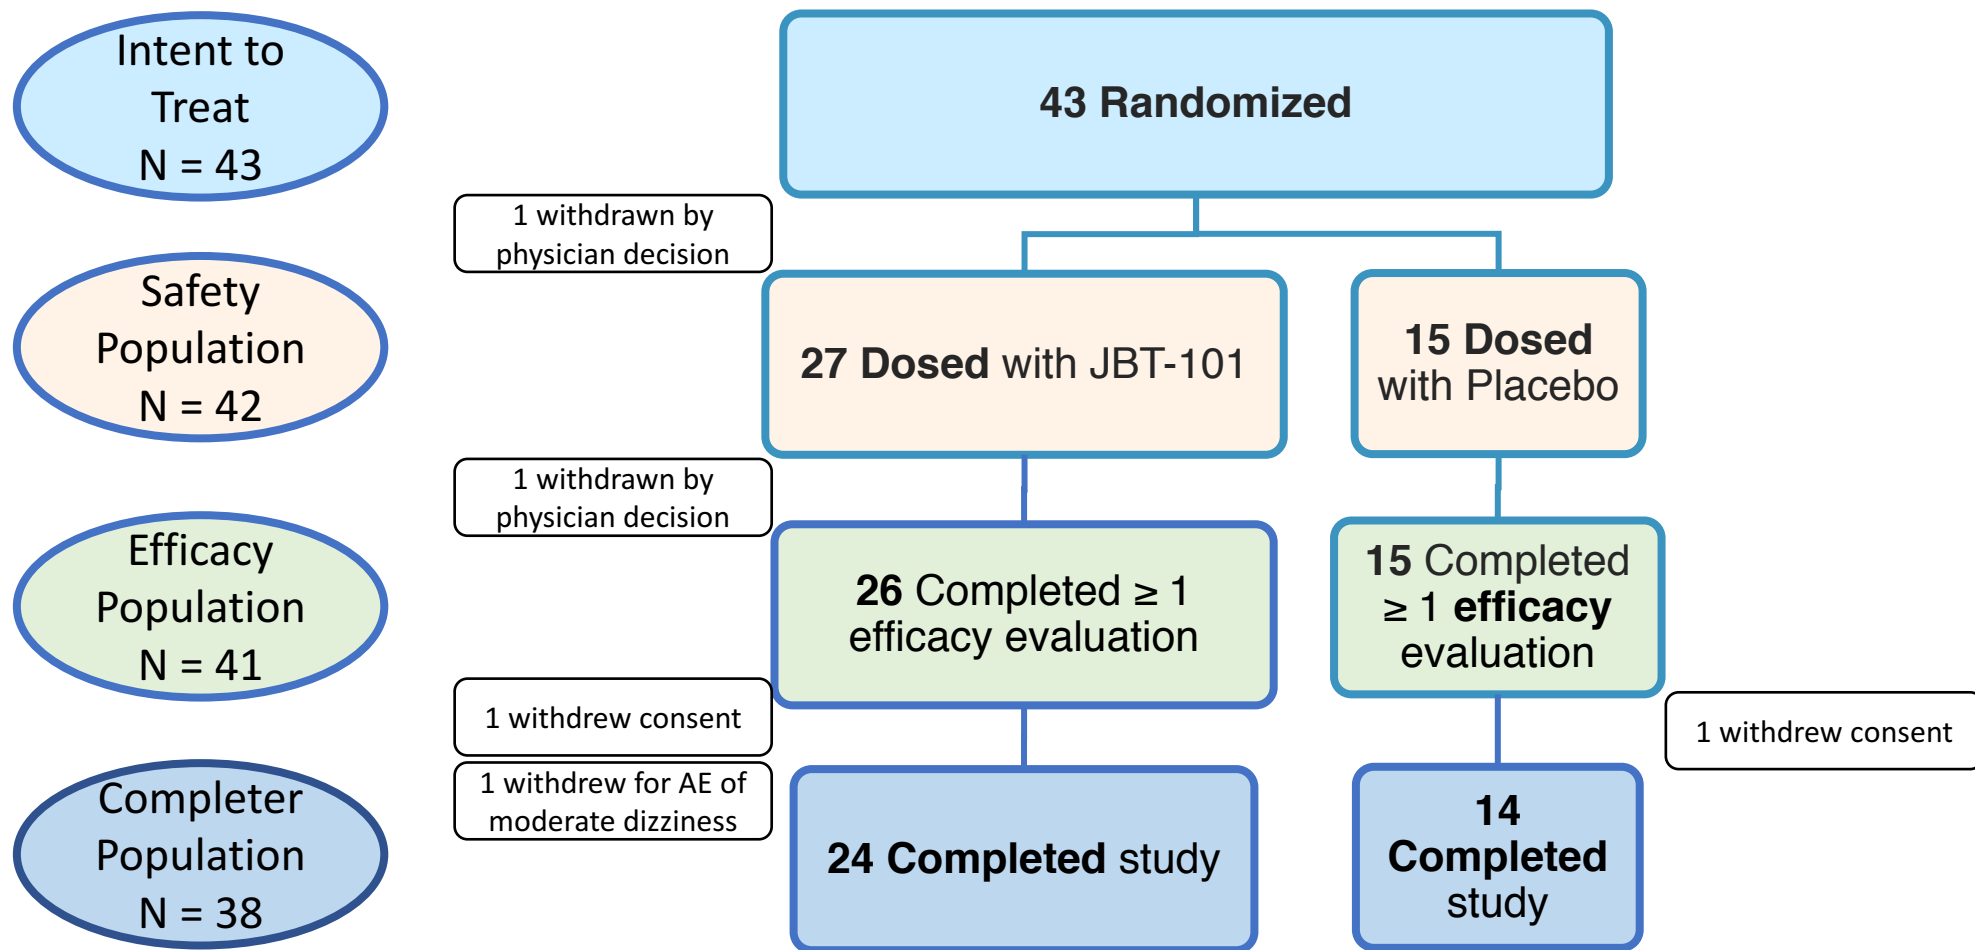 Intent to
Treat
N = 43
43 Randomized
1 withdrawn by
physician decision
Safety
Population
N = 42
27 Dosed with JBT-101
15 Dosed
with Placebo
1 withdrawn by
physician decision
Efficacy
Population
N = 41
26 Completed ≥ 1
efficacy evaluation
15 Completed
≥ 1 efficacy
evaluation
1 withdrew consent
1 withdrew consent
1 withdrew for AE of
moderate dizziness
Completer
Population
N = 38
24 Completed study
14
Completed
study